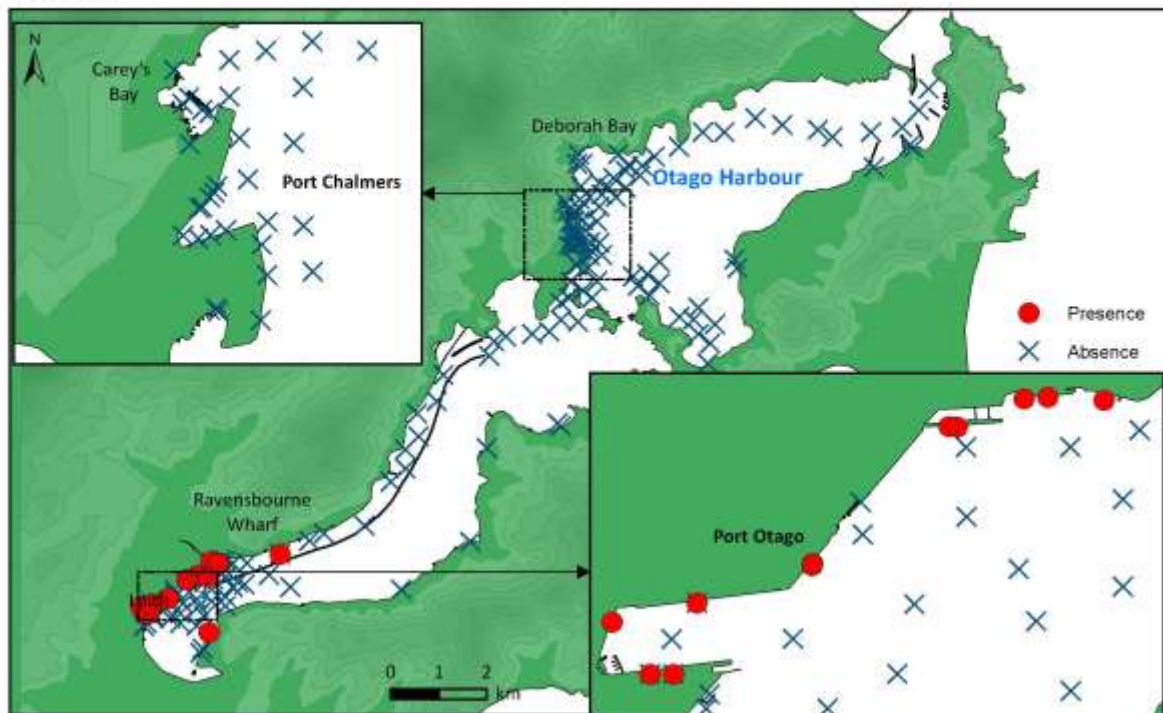 N
Carey's
Bay
Port Chalmers
Deborah Bay
Otago Harbour
Presence
Absence
Ravensbourne
Wharf
Port Otago
0 1 2
km